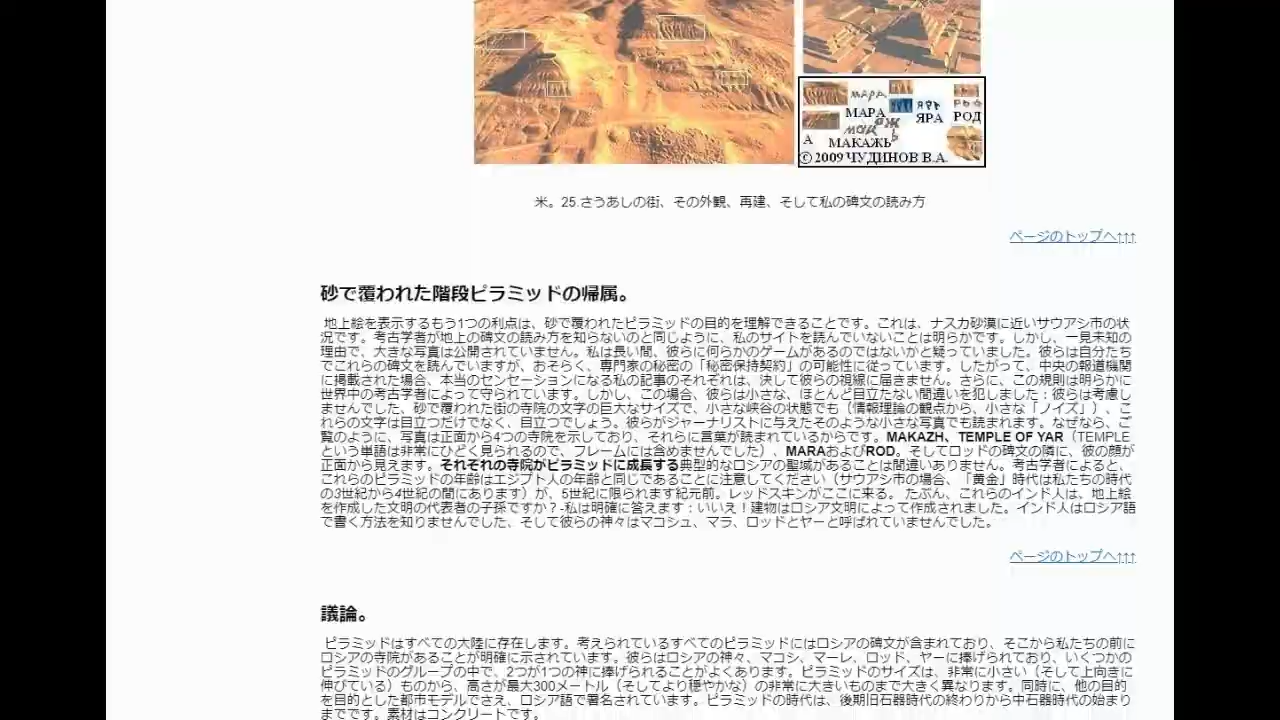 мара
МАРА
ЯРА
РОД
А
МАКАЖЬ
© 2009 ЧУДИНОВ В.А.
米。25.さうあしの街、その外観、再建、そして私の碑文の読み方
ページのトップへ↑↑↑
砂で覆われた階段ピラミッドの帰属。
地上絵を表示するもう1つの利点は、砂で覆われたピラミッドの目的を理解できることです。これは、ナスカ砂漠に近いサウアシ市の状
況です。考古学者が地上の碑文の読み方を知らないのと同じように、私のサイトを読んでいないことは明らかです。しかし、一見未知の
理由で、大きな写真は公開されていません。私は長い間、彼らに何らかのゲームがあるのではないかと疑っていました。彼らは自分たち
でこれらの碑文を読んでいますが、おそらく、専門家の秘密の「秘密保持契約」の可能性に従っています。したがって、中央の報道機関
に掲載された場合、本当のセンセーションになる私の記事のそれぞれは、決して彼らの視線に届きません。さらに、この規則は明らかに
世界中の考古学者によって守られています。しかし、この場合、彼らは小さな、ほとんど目立たない間違いを犯しました：彼らは考慮し
ませんでした、砂で覆われた街の寺院の文字の巨大なサイズで、小さな峡谷の状態でも（情報理論の観点から、小さな「ノイズ」）、こ
れらの文字は目立つだけでなく、目立つでしょう。彼らがジャーナリストに与えたそのような小さな写真でも読まれます。なぜなら、ご
覧のように、写真は正面から4つの寺院を示しており、それらに言葉が読まれているからです。MAKAZH、TEMPLE OF YAR（TEMPLE
という単語は非常にひどく見られるので、フレームには含めませんでした）、MARAおよびROD。そしてロッドの碑文の隣に、彼の顔が
正面から見えます。それぞれの寺院がピラミッドに成長する典型的なロシアの聖域があることは間違いありません。考古学者によると、
これらのピラミッドの年齢はエジプト人の年齢と同じであることに注意してください（サウアシ市の場合、「黄金」時代は私たちの時代
の3世紀から4世紀の間にあります）が、5世紀に限られます紀元前。レッドスキンがここに来る。 たぶん、これらのインド人は、地上絵
を作成した文明の代表者の子孫ですか？-私は明確に答えます：いいえ！建物はロシア文明によって作成されました。インド人はロシア語
で書く方法を知りませんでした、そして彼らの神々はマコシュ、マラ、ロッドとヤーと呼ばれていませんでした。
ページのトップへ↑↑↑
議論。
ピラミッドはすべての大陸に存在します。考えられているすべてのピラミッドにはロシアの碑文が含まれており、そこから私たちの前に
ロシアの寺院があることが明確に示されています。彼らはロシアの神々、マコシ、マーレ、ロッド、ヤーに捧げられており、いくつかの
ピラミッドのグループの中で、2つが1つの神に捧げられることがよくあります。ピラミッドのサイズは、非常に小さい（そして上向きに
伸びている）ものから、高さが最大300メートル（そしてより穏やかな）の非常に大きいものまで大きく異なります。同時に、他の目的
を目的とした都市モデルでさえ、ロシア語で署名されています。ピラミッドの時代は、後期旧石器時代の終わりから中石器時代の始まり
までです。素材はコンクリートです。